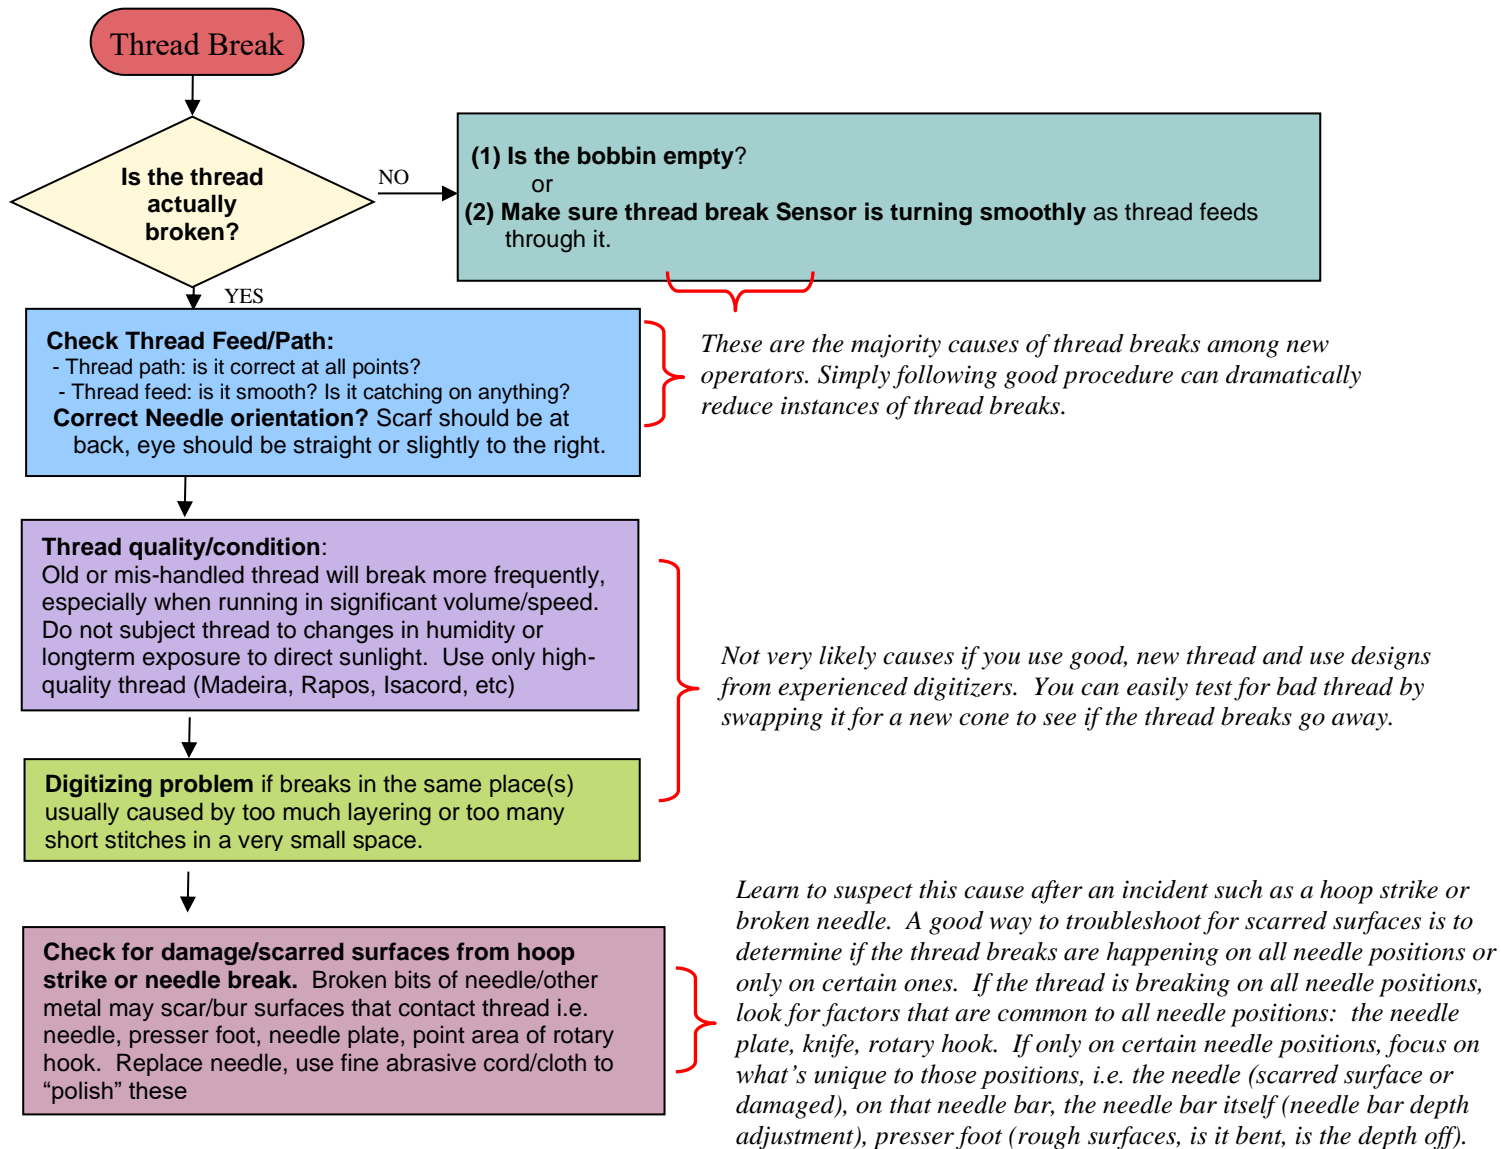 Thread Break
Is the thread
actually
broken?
NO
(1) Is the bobbin empty?
or
(2) Make sure thread break Sensor is turning smoothly as thread feeds
through it.
YES
Check Thread Feed/Path:
- Thread path: is it correct at all points?
- Thread feed: is it smooth? Is it catching on anything?
Correct Needle orientation? Scarf should be at
back, eye should be straight or slightly to the right.
These are the majority causes of thread breaks among new
operators. Simply following good procedure can dramatically
reduce instances of thread breaks.
Thread quality/condition:
Old or mis-handled thread will break more frequently,
especially when running in significant volume/speed.
Do not subject thread to changes in humidity or
longterm exposure to direct sunlight. Use only high-
quality thread (Madeira, Rapos, Isacord, etc)
Not very likely causes if you use good, new thread and use designs
from experienced digitizers. You can easily test for bad thread by
swapping it for a new cone to see if the thread breaks go away.
Digitizing problem if breaks in the same place(s)
usually caused by too much layering or too many
short stitches in a very small space.
Check for damage/scarred surfaces from hoop
strike or needle break. Broken bits of needle/other
metal may scar/bur surfaces that contact thread i.e.
needle, presser foot, needle plate, point area of rotary
hook. Replace needle, use fine abrasive cord/cloth to
“polish” these
Learn to suspect this cause after an incident such as a hoop strike or
broken needle. A good way to troubleshoot for scarred surfaces is to
determine if the thread breaks are happening on all needle positions or
only on certain ones. If the thread is breaking on all needle positions,
look for factors that are common to all needle positions: the needle
plate, knife, rotary hook. If only on certain needle positions, focus on
what’s unique to those positions, i.e. the needle (scarred surface or
damaged), on that needle bar, the needle bar itself (needle bar depth
adjustment), presser foot (rough surfaces, is it bent, is the depth off).